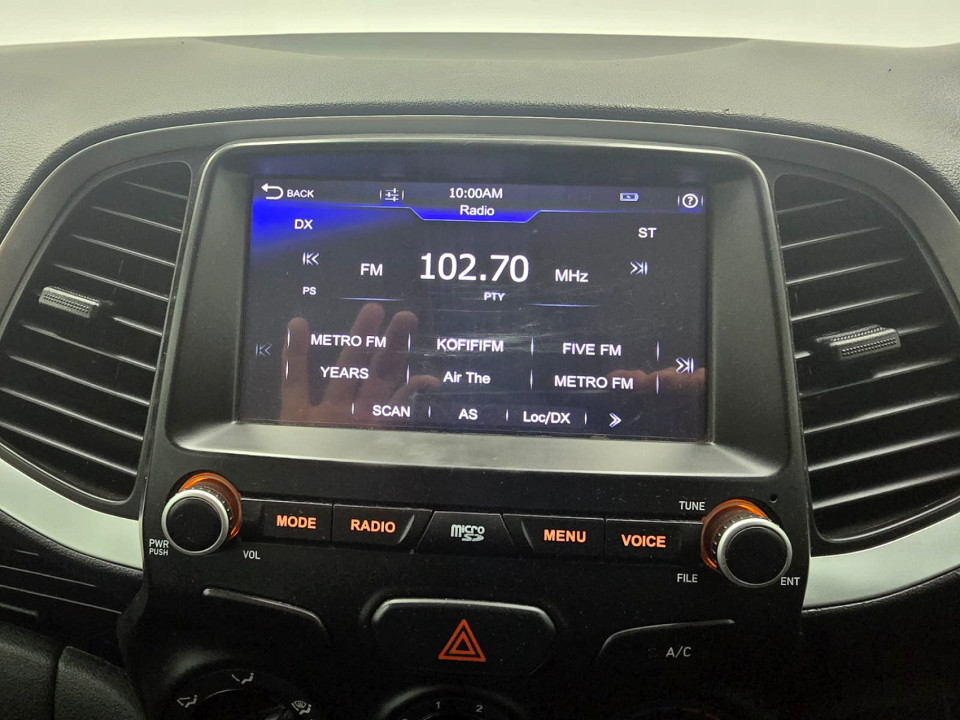 BACK
10:00AM
Radio
?
DX
ST
FM 102.70 MHz
PS
PTY
METRO FM KOFIFIFM FIVE FM
YEARS Air The METRO FM
SCAN AS Loc/DX
MODE RADIO micro SD MENU VOICE
TUNE
PWR
PUSH
VOL
FILE
ENT
A/C
1 2